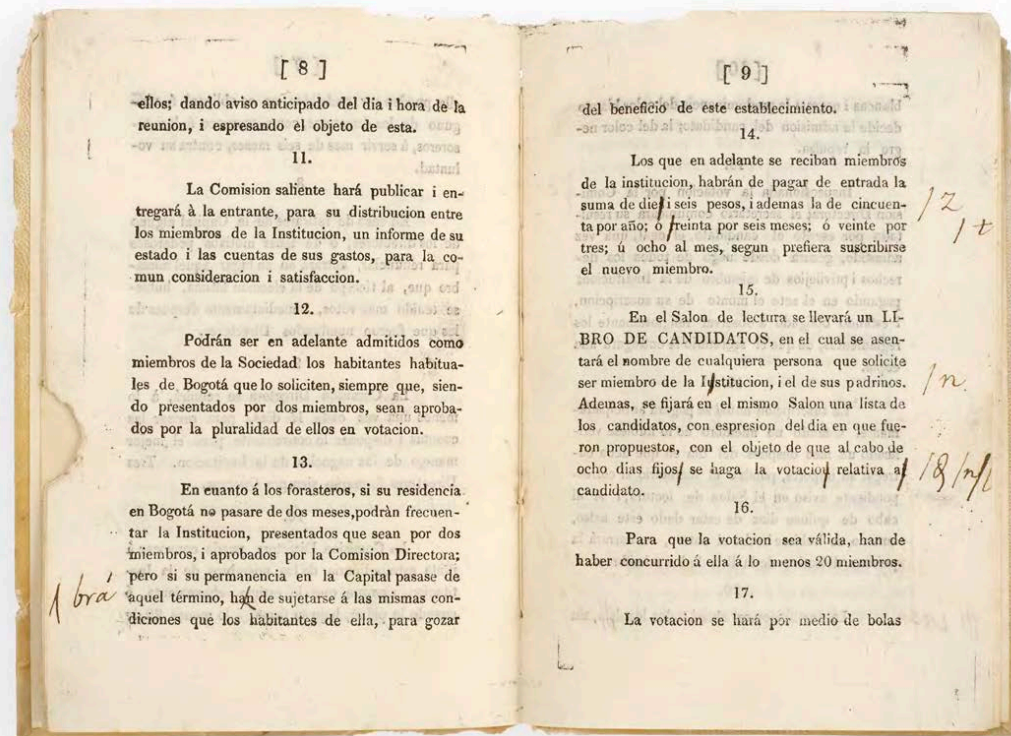 [ 8 ]
ellos; dando aviso anticipado del dia i hora de la
reunion, i espresando el objeto de esta.
11.
La Comision saliente hará publicar i en-
tregará à la entrante, para su distribucion entre
los miembros de la Institucion, un informe de su
estado i las cuentas de sus gastos, para la co-
mun consideracion i satisfaccion.
12.
Podrán ser en adelante admitidos como
miembros de la Sociedad los habitantes habitua-
les de Bogotá que lo soliciten, siempre que, sien-
do presentados por dos miembros, sean aproba-
dos por la pluralidad de ellos en votacion.
13.
En cuanto á los forasteros, si su residencia
en Bogotá no pasare de dos meses,podràn frecuen-
tar la Institucion, presentados que sean por dos
miembros, i aprobados por la Comision Directora;
pero si su permanencia en la Capital pasase de
brá aquel término, han de sujetarse á las mismas con-
diciones que los habitantes de ella, para gozar
[ 9 ]
del beneficio de este establecimiento.
14.
Los que en adelante se reciban miembros
de la institucion, habrán de pagar de entrada la
suma de die/ i seis pesos, i ademas la de cincuen- /z
ta por año; ó /reinta por seis meses; ó veinte por /t
tres; ú ocho al mes, segun prefiera suscribirse
el nuevo miembro.
15.
En el Salon de lectura se llevará un LI-
BRO DE CANDIDATOS, en el cual se asen-
tará el nombre de cualquiera persona que solicite
ser miembro de la I/stitucion, i el de sus padrinos. /n
Ademas, se fijará en el mismo Salon una lista de
los candidatos, con espresion del dia en que fue-
ron propuestos, con el objeto de que al cabo de
ocho dias fijos/ se haga la votacio/ relativa a/ /n/l
candidato.
16.
Para que la votacion sea válida, han de
haber concurrido á ella á lo menos 20 miembros.
17.
La votacion se hará por medio de bolas